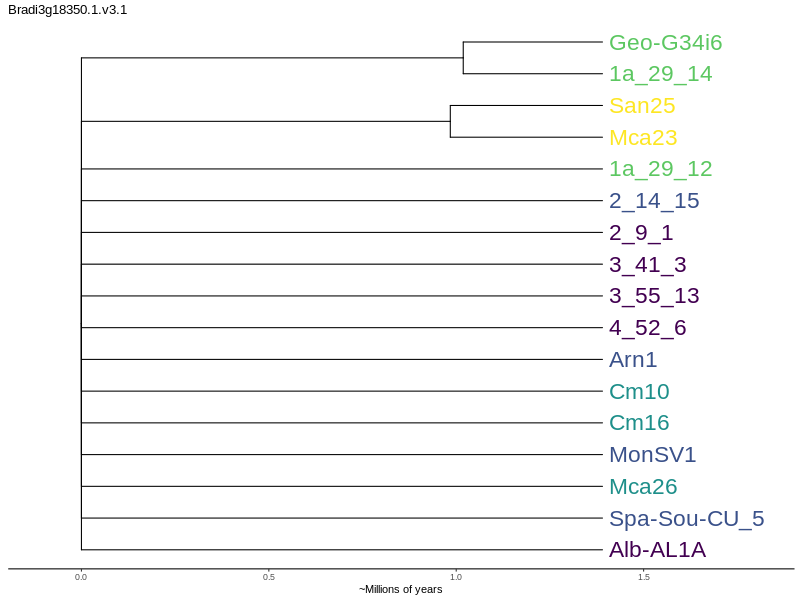 Bradi3g18350.1.v3.1
Geo-G34i6
1a_29_14
San25
Mca23
1a_29_12
2_14_15
2_9_1
3_41_3
3_55_13
4_52_6
Arn1
Cm10
Cm16
MonSV1
Mca26
Spa-Sou-CU_5
Alb-AL1A
0.0 0.5 1.0 1.5
~Millions of years